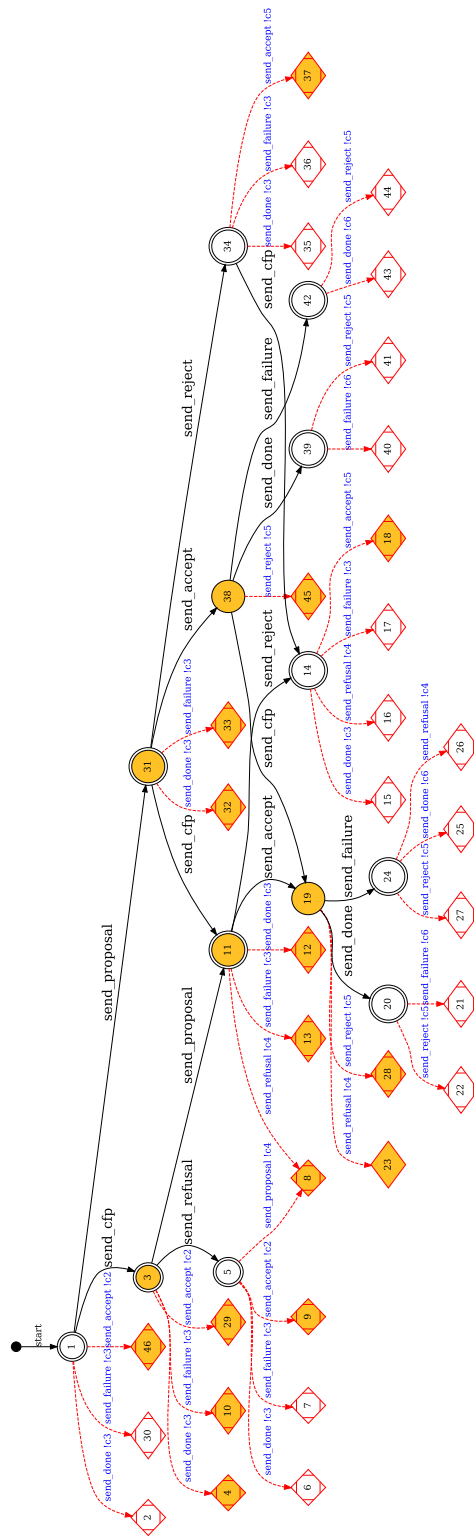 start
1
send_done !c3
send_failure !c3
send_accept !c2
send_cfp
send_proposal
2
30
46
3
31
send_done !c3
send_failure !c3
send_accept !c2
send_refusal
send_proposal
send_cfp
send_done !c3
send_failure !c3
send_accept
send_reject
4
10
29
5
11
32
33
38
34
send_done !c3
send_failure !c3
send_accept !c2
send_proposal !c4
send_refusal !c4
send_failure !c3
send_done !c3
send_accept
send_cfp
send_reject
send_reject !c5
send_done
send_failure
send_cfp
send_done !c3
send_failure !c3
send_accept !c5
6
7
9
8
13
12
19
14
45
39
42
35
36
37
send_refusal !c4
send_reject !c5
send_done
send_failure
send_done !c3
send_refusal !c4
send_failure !c3
send_accept !c5
send_failure !c6
send_reject !c5
send_done !c6
send_reject !c5
23
28
20
24
15
16
17
18
40
41
43
44
send_reject !c5
send_failure !c6
send_reject !c5
send_done !c6
send_refusal !c4
22
21
27
25
26